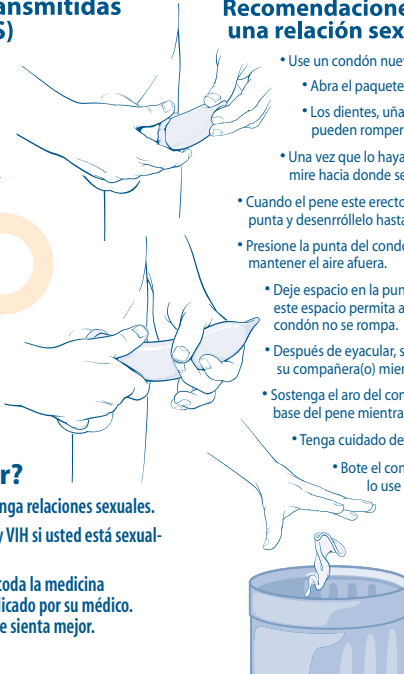 ansmitidas
S)
r?
nga relaciones sexuales.
y VIH si usted está sexual-
toda la medicina
licado por su médico.
e sienta mejor.
Recomendacione
una relación sex
• Use un condón nue
• Abra el paquete
• Los dientes, uña
pueden romper
• Una vez que lo haya
mire hacia donde se
• Cuando el pene este erecto
punta y desenrróllelo hasta
• Presione la punta del condó
mantener el aire afuera.
• Deje espacio en la pun
este espacio permita a
condón no se rompa.
• Después de eyacular, s
su compañera(o) mien
• Sostenga el aro del con
base del pene mientra
• Tenga cuidado de
• Bote el con
lo use